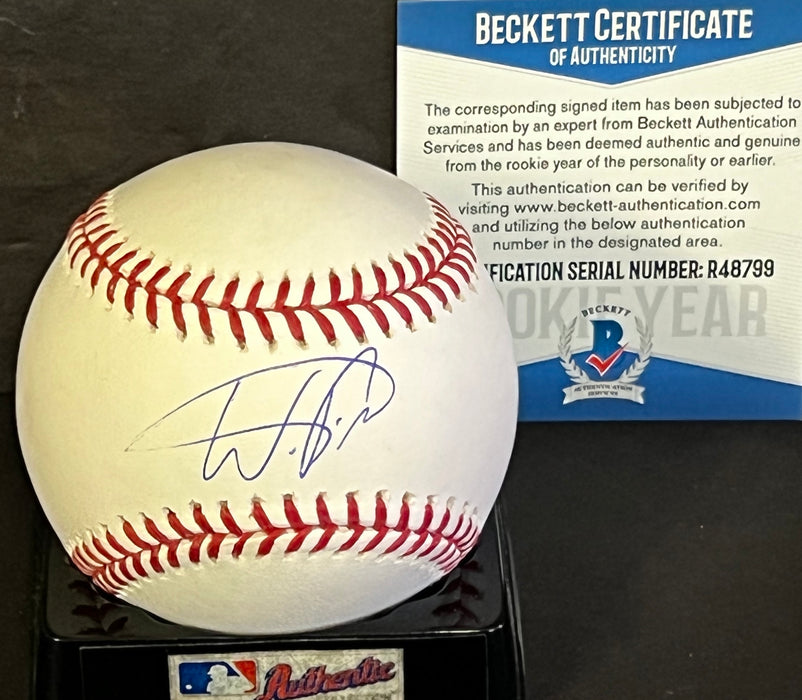 BECKETT CERTIFICATE
OF AUTHENTICITY
The corresponding signed item has been subjected to
examination by an expert from Beckett Authentication
Services and has been deemed authentic and genuine
from the rookie year of the personality or earlier.
This authentication can be verified by
visiting www.beckett-authentication.com
and utilizing the below authentication
number in the designated area.
IFICATION SERIAL NUMBER: R48799
OKIE YEAR
BECKETT
B
AUTHENTICATION
SERVICES
Authentic